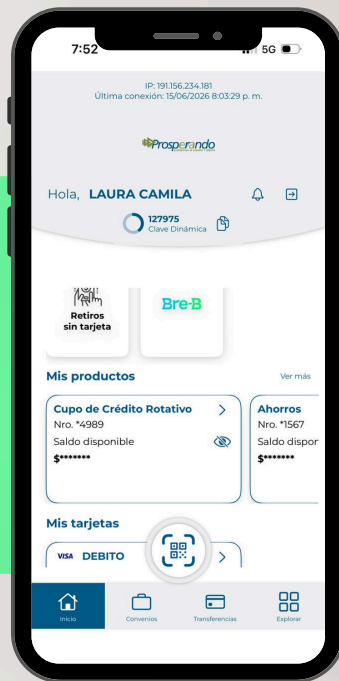 7:52
5G
IP: 191.156.234.181
Última conexión: 15/06/2026 8:03:29 p. m.
Prosperando
Hola, LAURA CAMILA
127975
Clave Dinámica
Retiros
sin tarjeta
Bre-B
Mis productos
Ver más
Cupo de Crédito Rotativo
Nro. *4989
Saldo disponible
$*******
Ahorros
Nro. *1567
Saldo dispor
$*******
Mis tarjetas
VISA DEBITO
Inicio
Convenios
Transferencias
Explorar